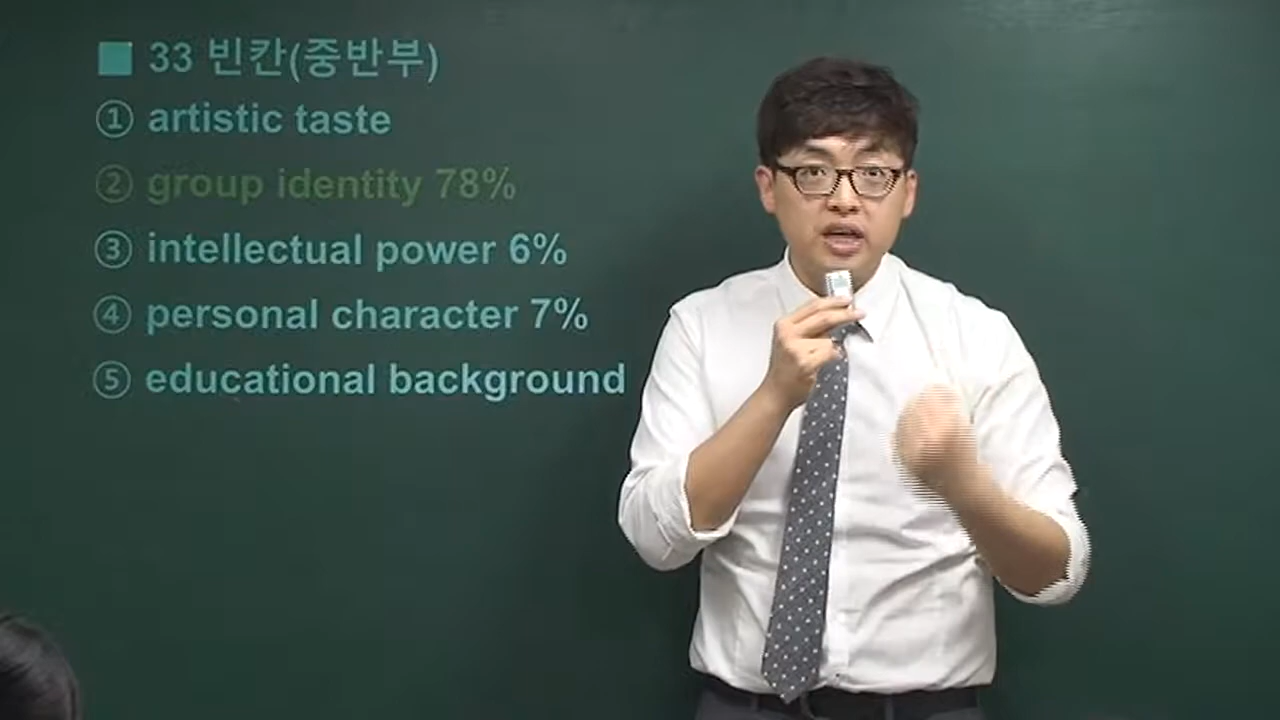 ■ 33 빈칸(중반부)
① artistic taste
② group identity 78%
③ intellectual power 6%
④ personal character 7%
⑤ educational background